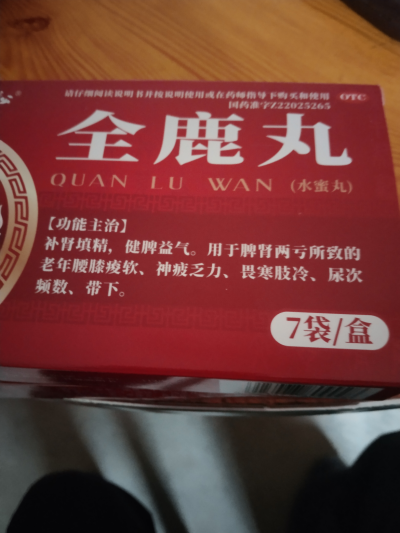 请仔细阅读说明书并按说明使用或在药师指导下购买和使用
OTC
国药准字Z22025265
全鹿丸
QUAN LU WAN (水蜜丸)
【功能主治】
补肾填精，健脾益气。用于脾肾两亏所致的
老年腰膝痠软、神疲乏力、畏寒肢冷、尿次
频数、带下。
7袋/盒